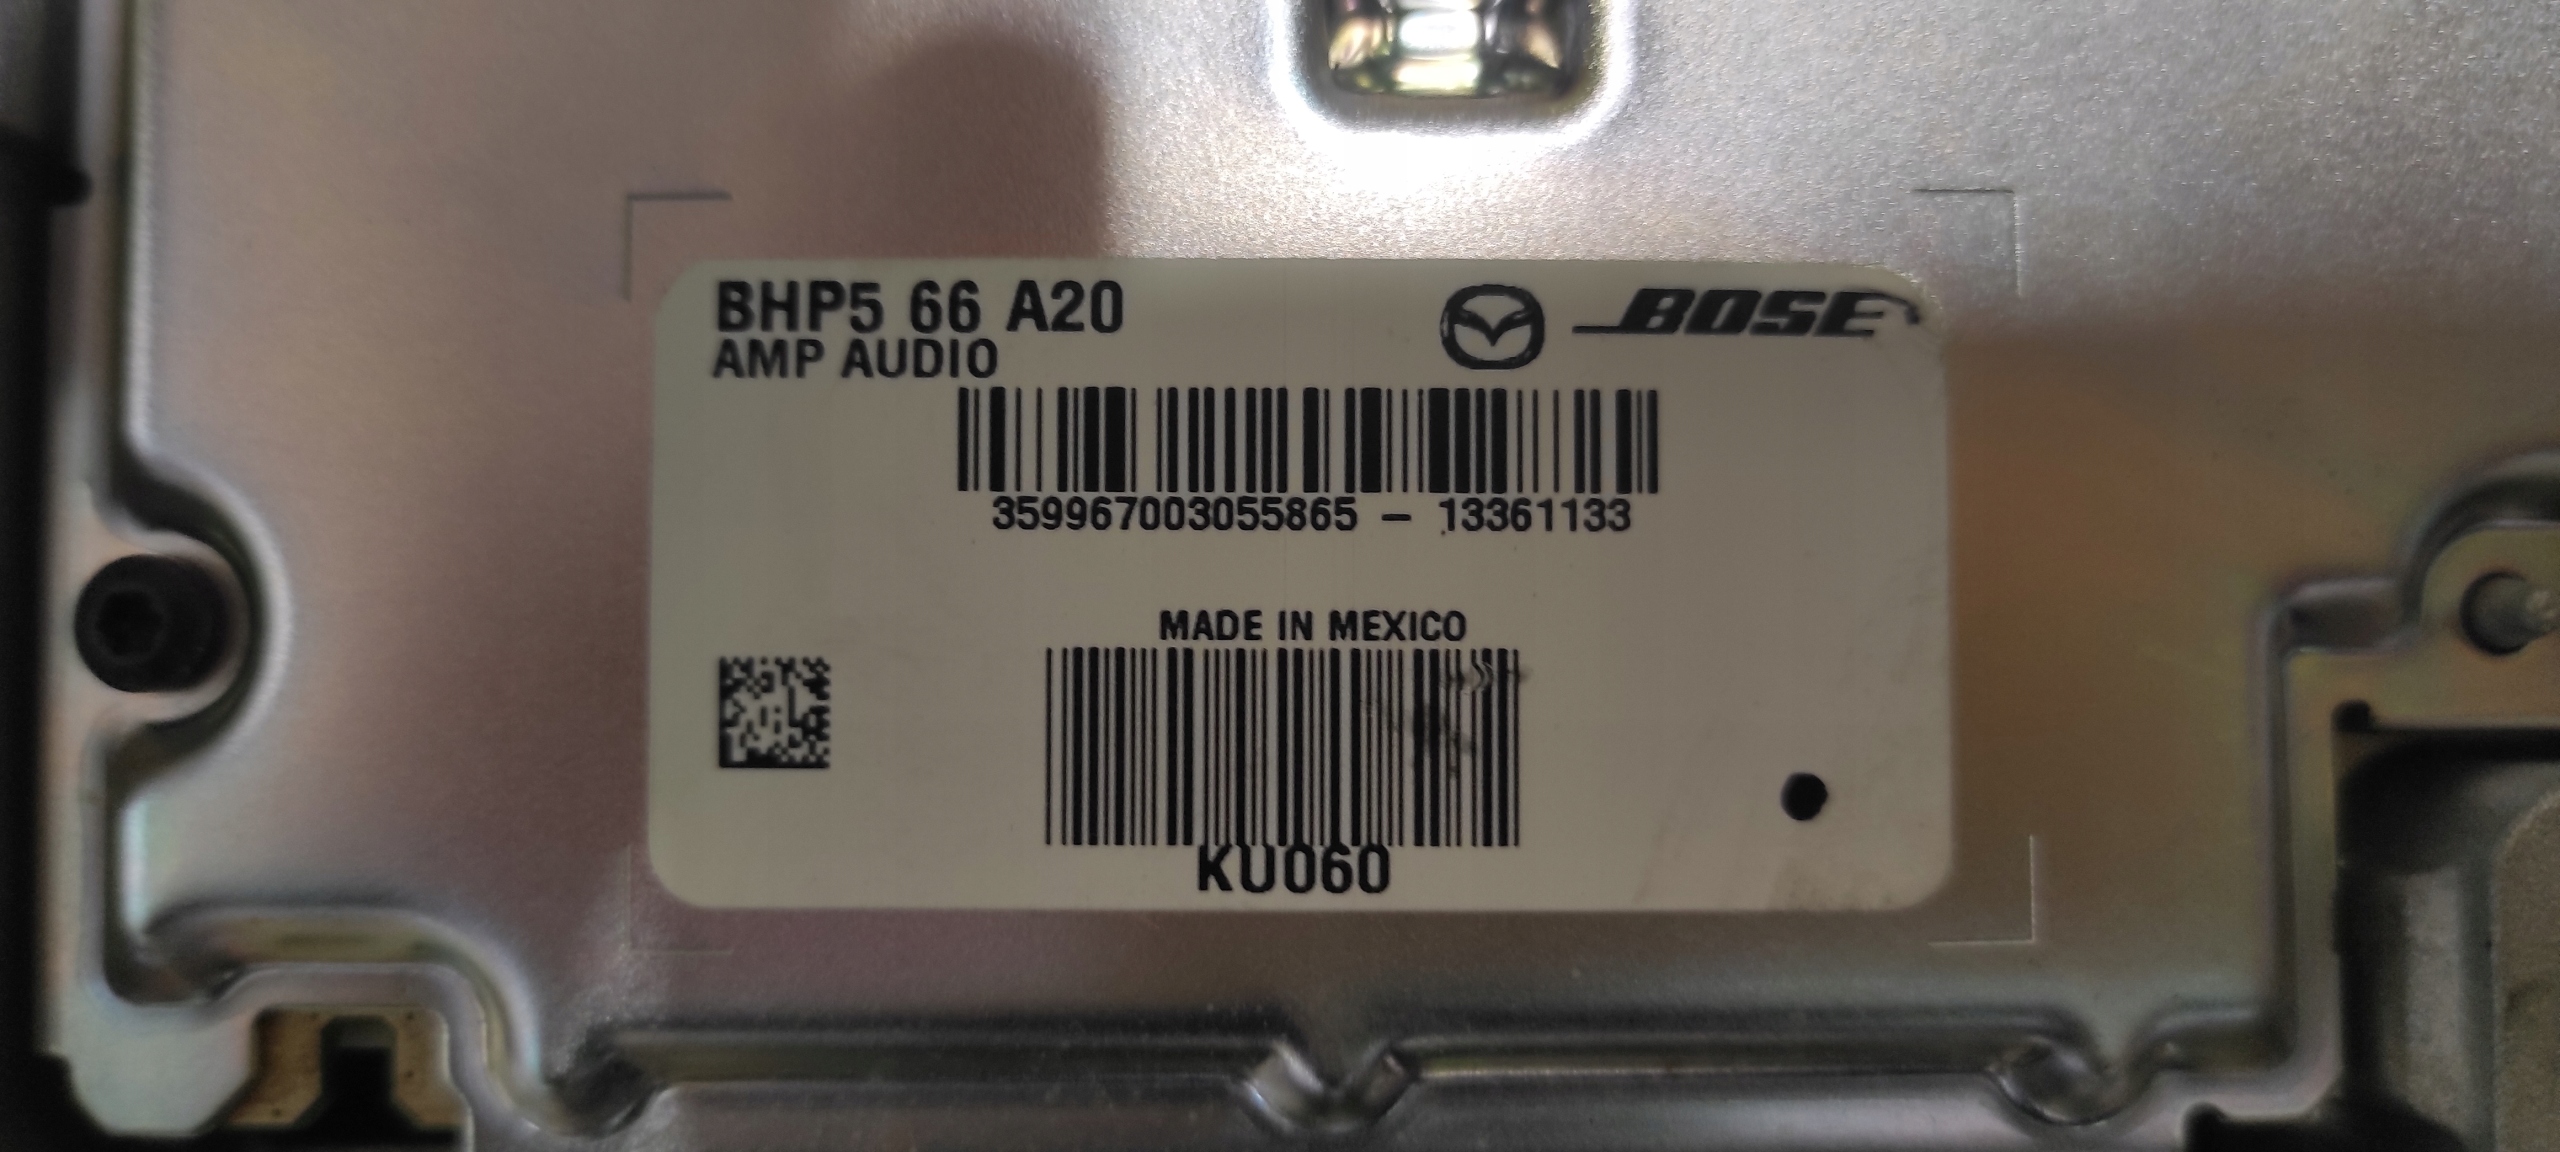 BHP5 66 A20
BOSE
AMP AUDIO
359967003055865 - 13361133
MADE IN MEXICO
KU060